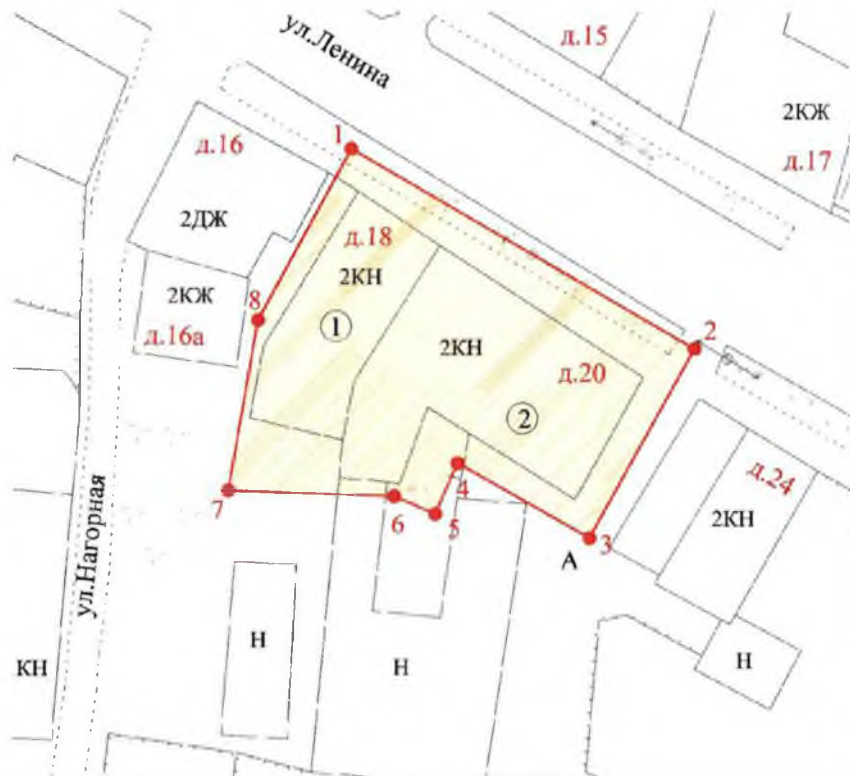 ул.Ленина
д.15
2КЖ
д.17
1
д.16
2ДЖ
д.18
2КН
2КЖ
8
д.16а
1
2КН
2
д.20
2
д.24
4
2КН
7
6
5
3
А
ул.Нагорная
Н
Н
Н
КН